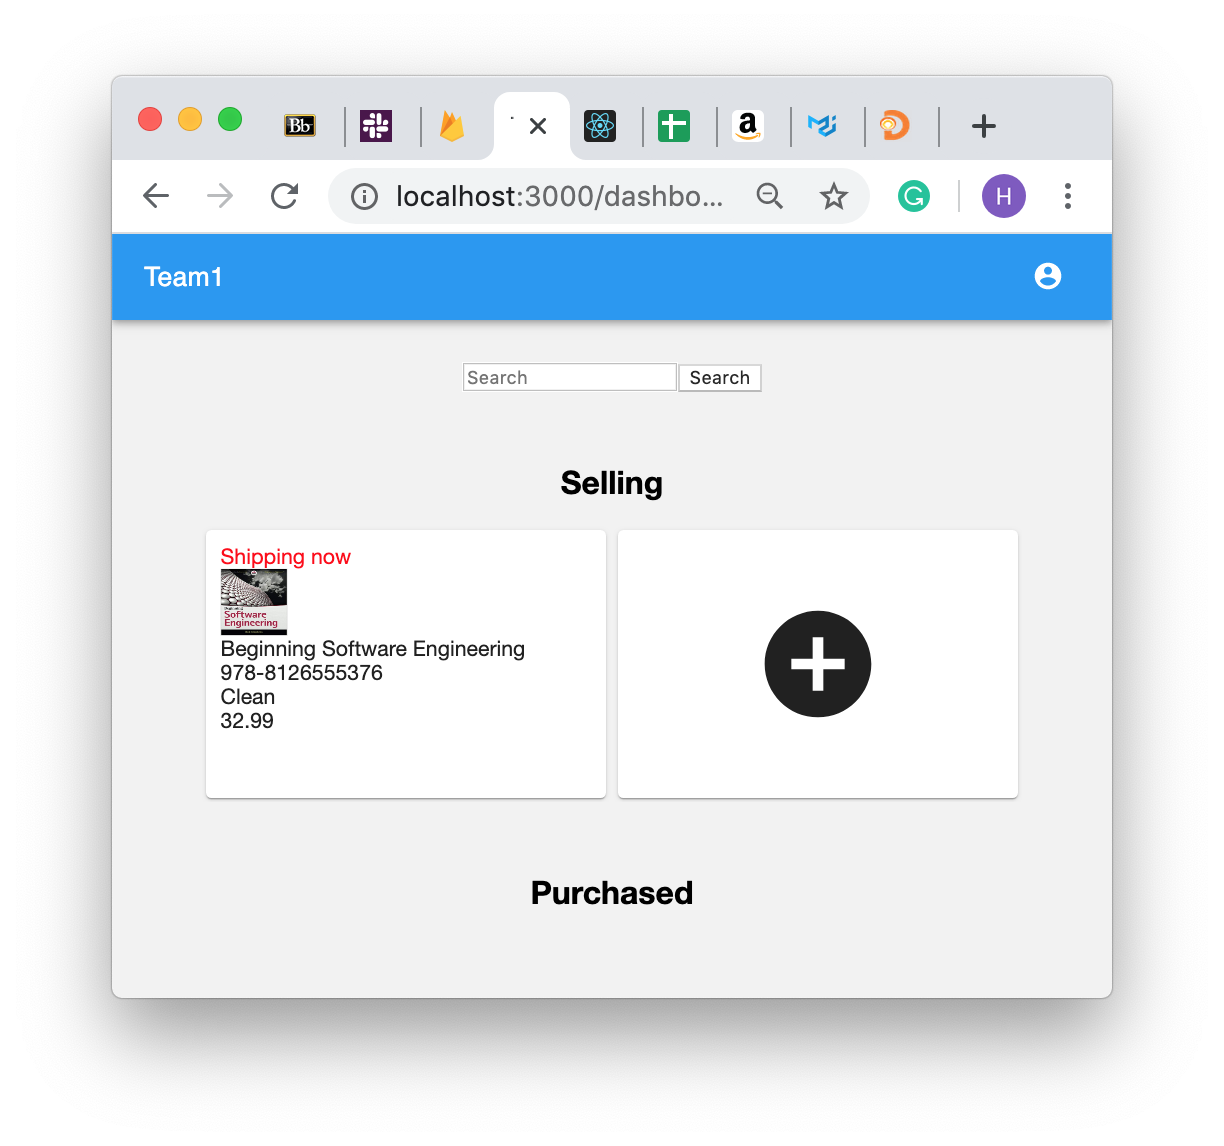 Bb
a
localhost:3000/dashbo...
G
H
Team1
Search Search
Selling
Shipping now
Software
Engineering
Beginning Software Engineering
978-8126555376
Clean
32.99
Purchased